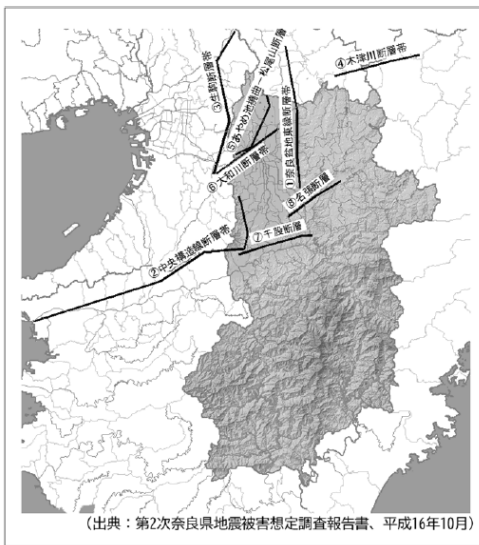 ④木津川断層帯
③生駒断層帯
⑤あやめ池撓曲-松尾山断層
①奈良盆地東縁断層帯
⑥大和川断層帯
⑧名張断層
⑦千股断層
②中央構造線断層帯
(出典:第2次奈良県地震被害想定調査報告書、平成16年10月)